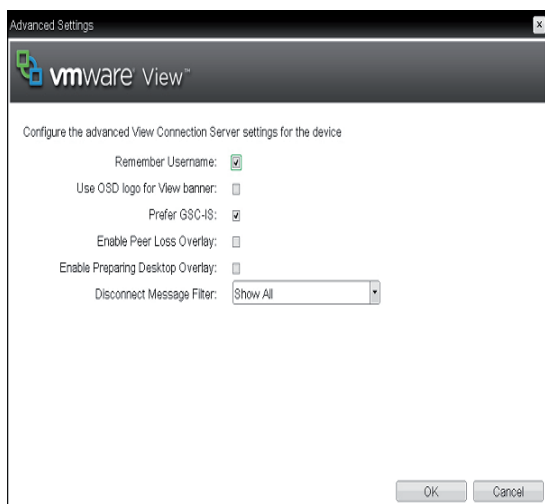 Advanced Settings
vmware View™
Configure the advanced View Connection Server settings for the device
Remember Username:
Use OSD logo for View banner:
Prefer GSC-IS:
Enable Peer Loss Overlay:
Enable Preparing Desktop Overlay:
Disconnect Message Filter: Show All
OK Cancel